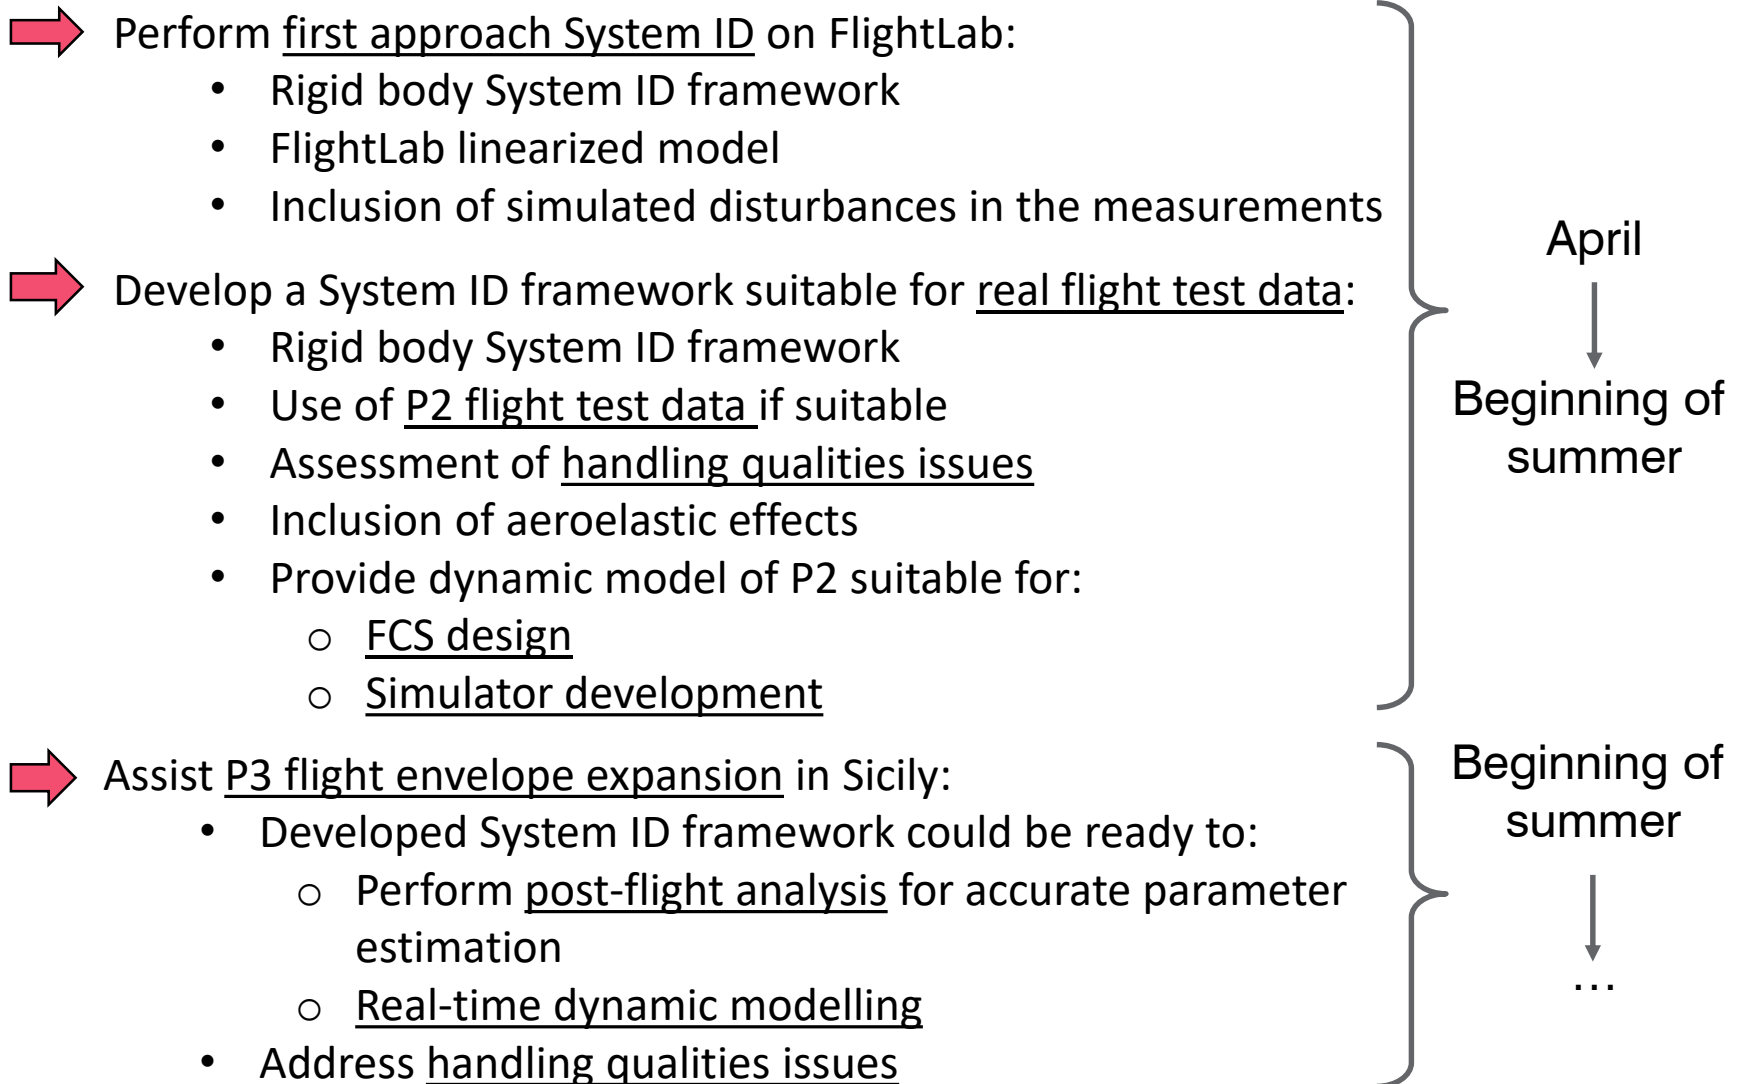 Perform first approach System ID on FlightLab:
• Rigid body System ID framework
• FlightLab linearized model
• Inclusion of simulated disturbances in the measurements
Develop a System ID framework suitable for real flight test data:
• Rigid body System ID framework
• Use of P2 flight test data if suitable
• Assessment of handling qualities issues
• Inclusion of aeroelastic effects
• Provide dynamic model of P2 suitable for:
o FCS design
o Simulator development
April
Beginning of
summer
Assist P3 flight envelope expansion in Sicily:
• Developed System ID framework could be ready to:
o Perform post-flight analysis for accurate parameter
estimation
o Real-time dynamic modelling
• Address handling qualities issues
Beginning of
summer
...